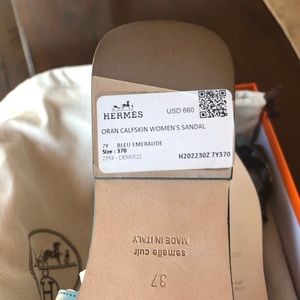 HERMES
USD 660
ORAN CALFSKIN WOMEN'S SANDAL
7Y BLEU EMERAUDE
Size : 370
H202230Z 7Y370
semelle cuir
MADE IN ITALY
37